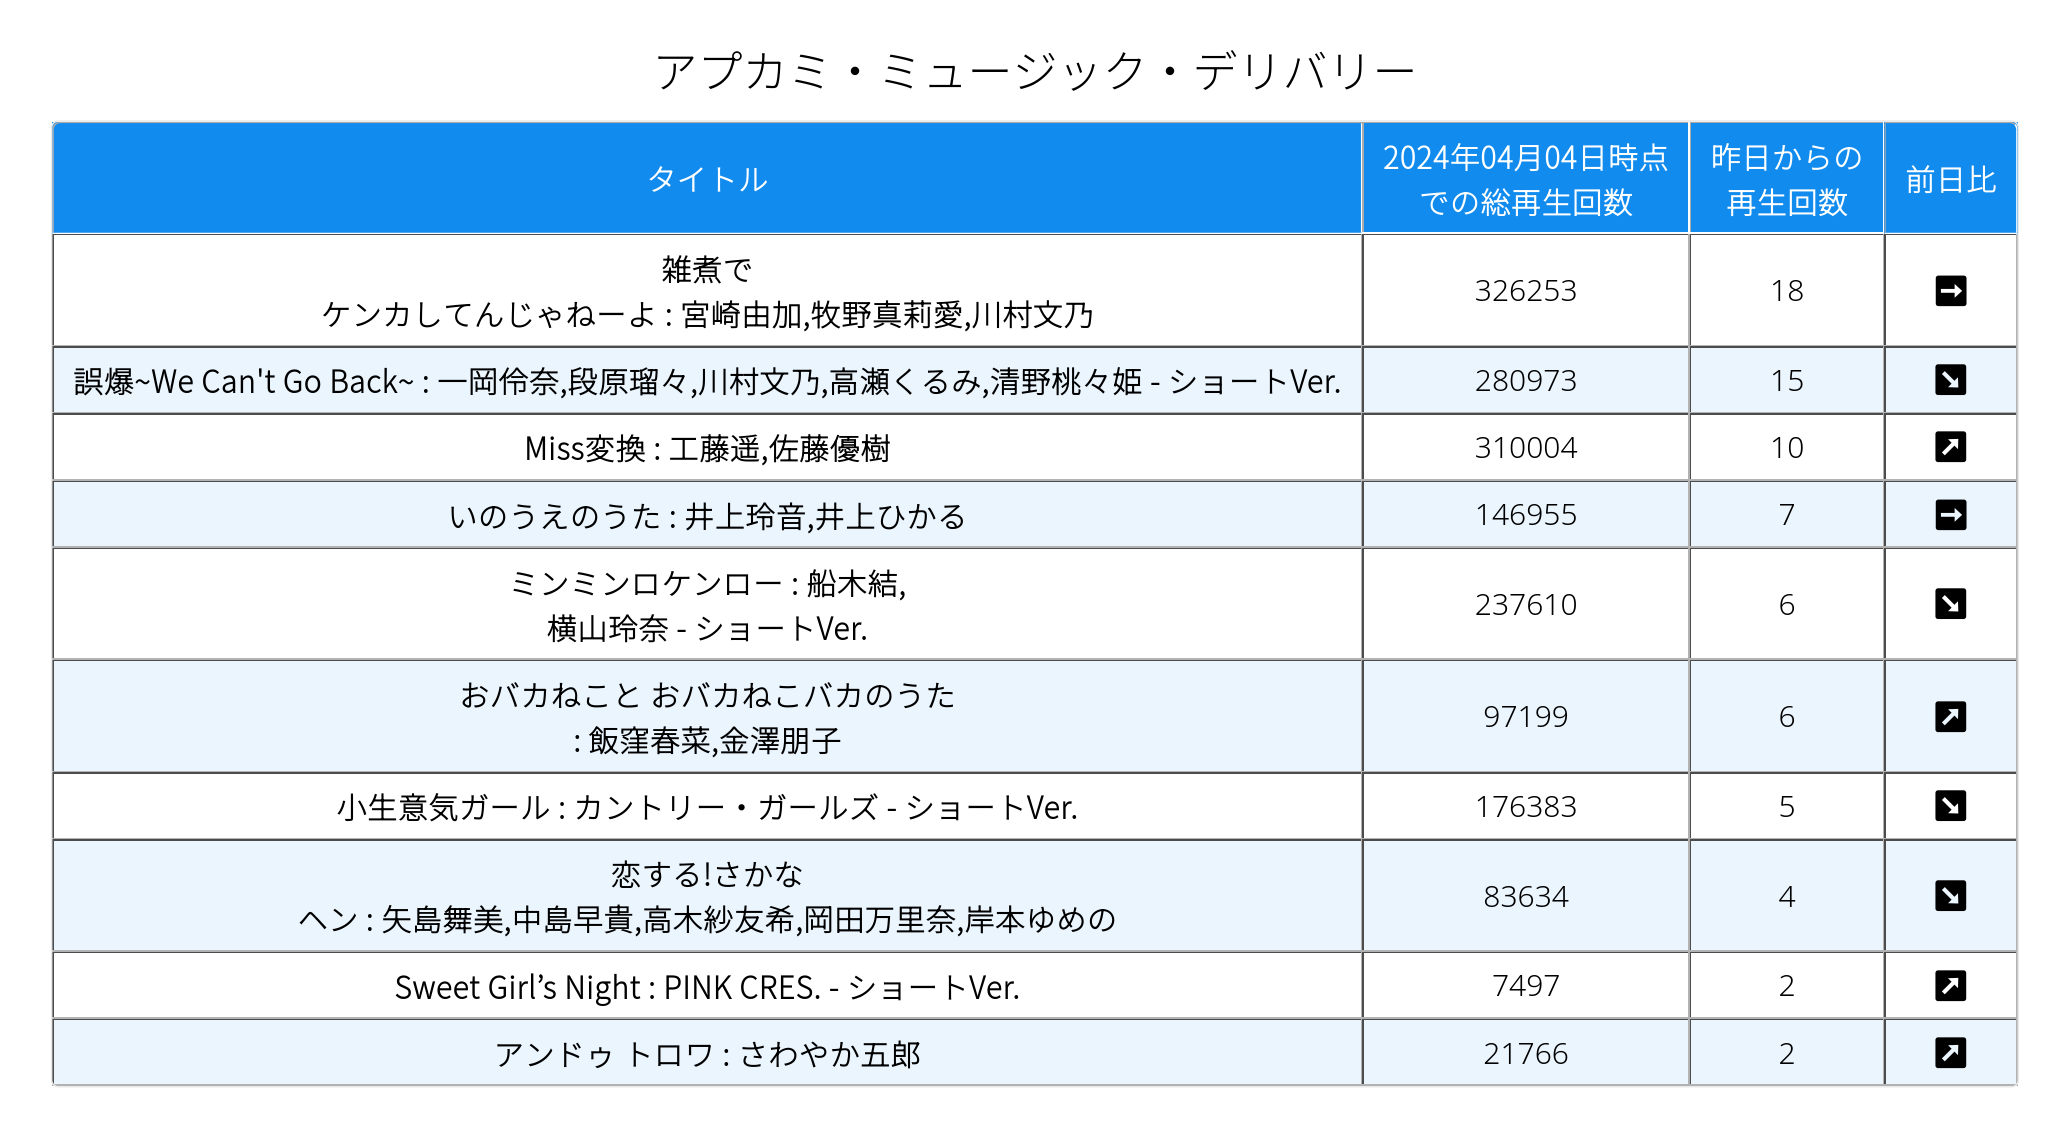 アプカミ・ミュージック・デリバリー
タイトル
2024年04月04日時点
での総再生回数
昨日からの
再生回数
前日比
雑煮で
ケンカしてんじゃねーよ : 宮崎由加,牧野真莉愛,川村文乃
326253
18
誤爆~We Can't Go Back~ : 一岡伶奈,段原瑠々,川村文乃,高瀬くるみ,清野桃々姫 - ショートVer.
280973
15
Miss変換 : 工藤遥,佐藤優樹
310004
10
いのうえのうた : 井上玲音,井上ひかる
146955
7
ミンミンロケンロー : 船木結,
横山玲奈 - ショートVer.
237610
6
おバカねこと おバカねこバカのうた
: 飯窪春菜,金澤朋子
97199
6
小生意気ガール : カントリー・ガールズ - ショートVer.
176383
5
恋する!さかな
ヘン : 矢島舞美,中島早貴,高木紗友希,岡田万里奈,岸本ゆめの
83634
4
Sweet Girl’s Night : PINK CRES. - ショートVer.
7497
2
アンドゥ トロワ : さわやか五郎
21766
2